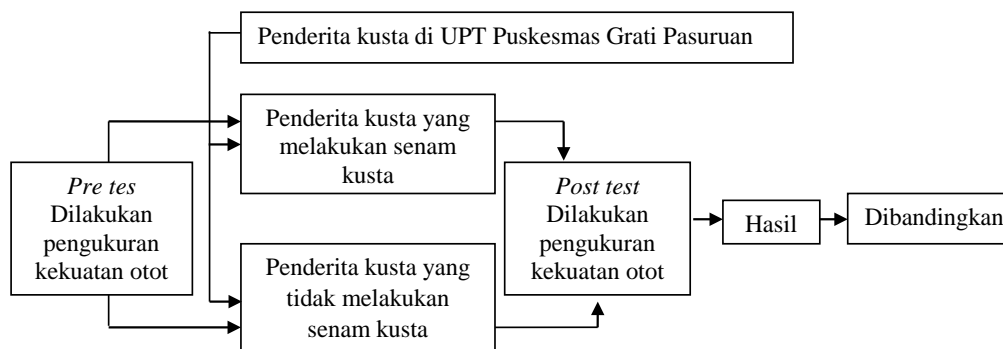 Penderita kusta di UPT Puskesmas Grati Pasuruan
Penderita kusta yang
melakukan senam
kusta
Pre tes
Dilakukan
pengukuran
kekuatan otot
Post test
Dilakukan
pengukuran
kekuatan otot
Hasil
Dibandingkan
Penderita kusta yang
tidak melakukan
senam kusta